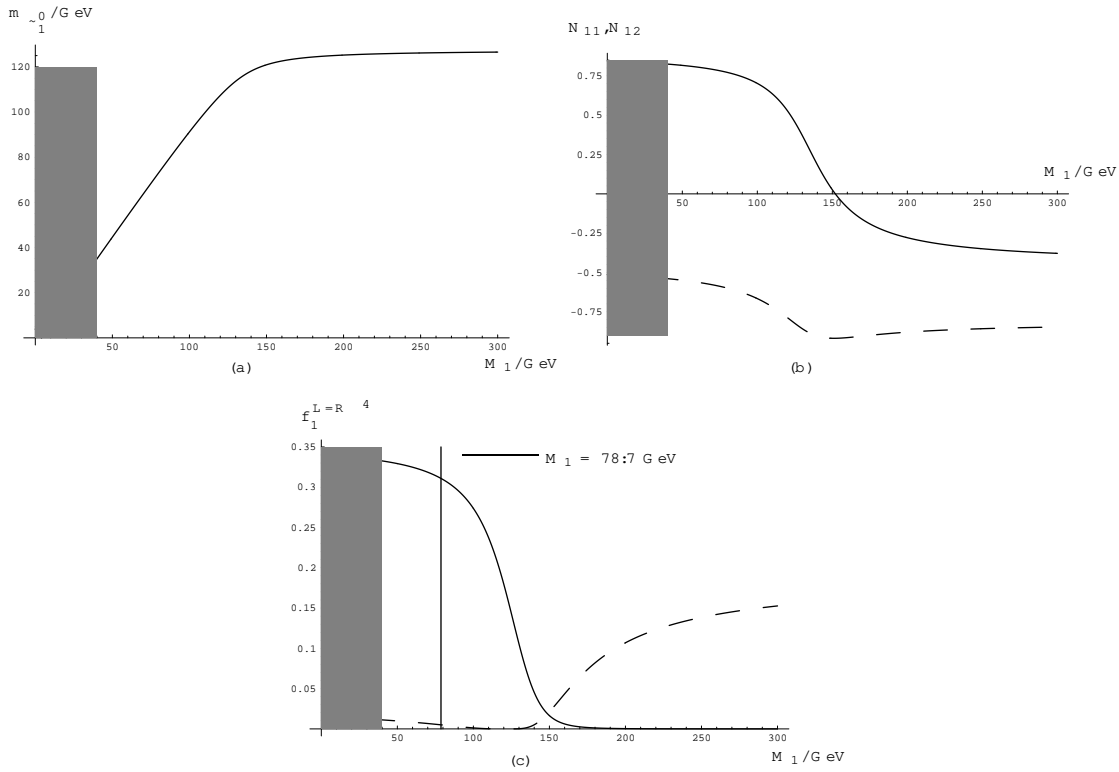 m ~ 0 1 /G eV
120
100
80
60
40
20
50 100 150 200 250 300
M 1 /G eV
(a)
N 11 , N 12
0.75
0.5
0.25
M 1 /G eV
50 100 150 200 250 300
-0.25
-0.5
-0.75
(b)
f 1 L=R 4
0.35
M 1 = 78:7 G eV
0.3
0.25
0.2
0.15
0.1
0.05
50 100 150 200 250 300
M 1 /G eV
(c)